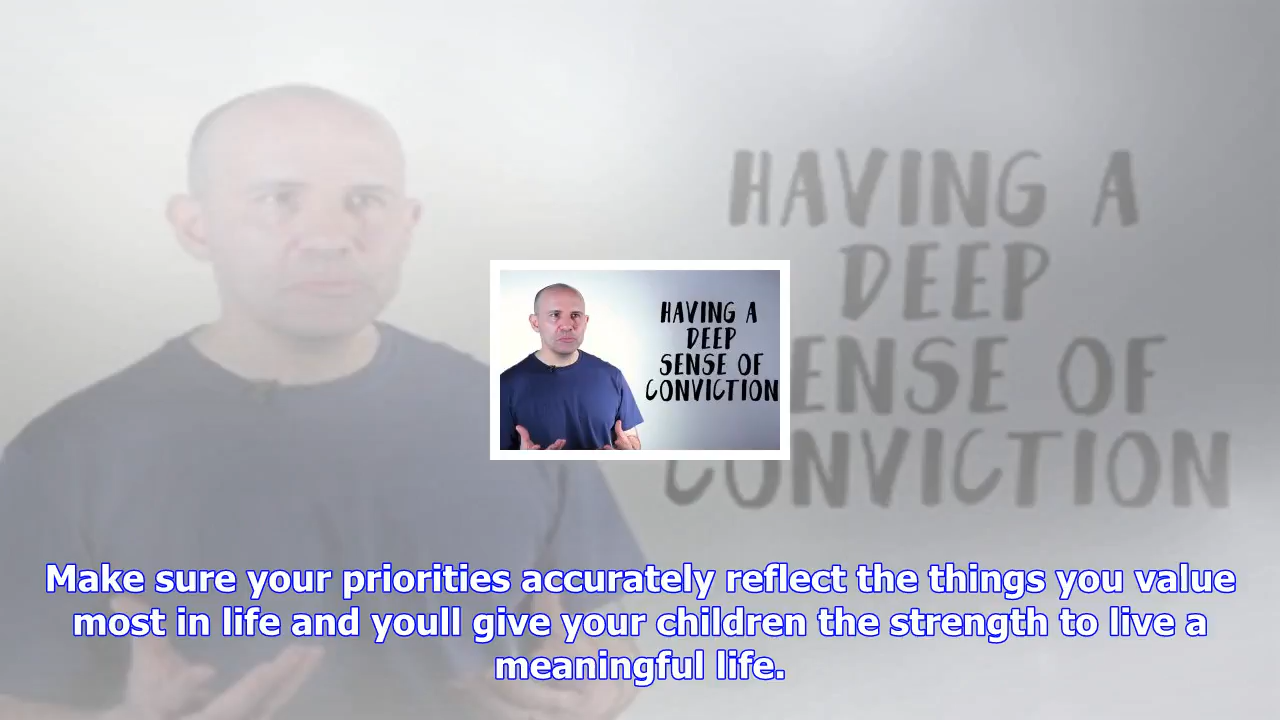 HAVING A
DEEP
SENSE OF
CONVICTION
HAVING A
DEEP
ENSE OF
CONVICTION
Make sure your priorities accurately reflect the things you value
most in life and youll give your children the strength to live a
meaningful life.